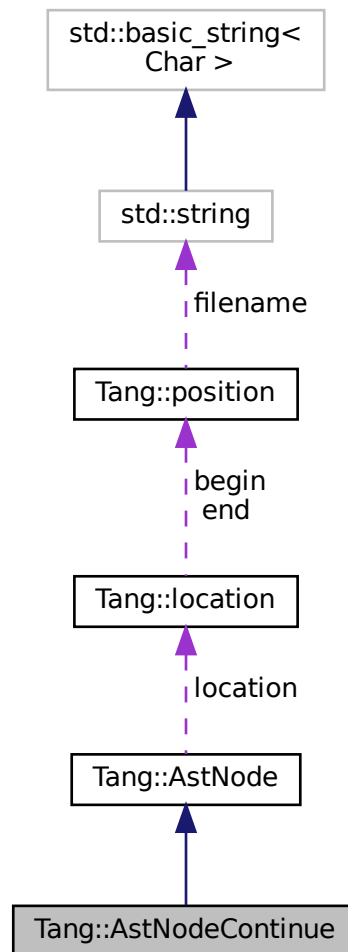 std::basic_string<
Char >
std::string
filename
Tang::position
begin
end
Tang::location
location
Tang::AstNode
Tang::AstNodeContinue